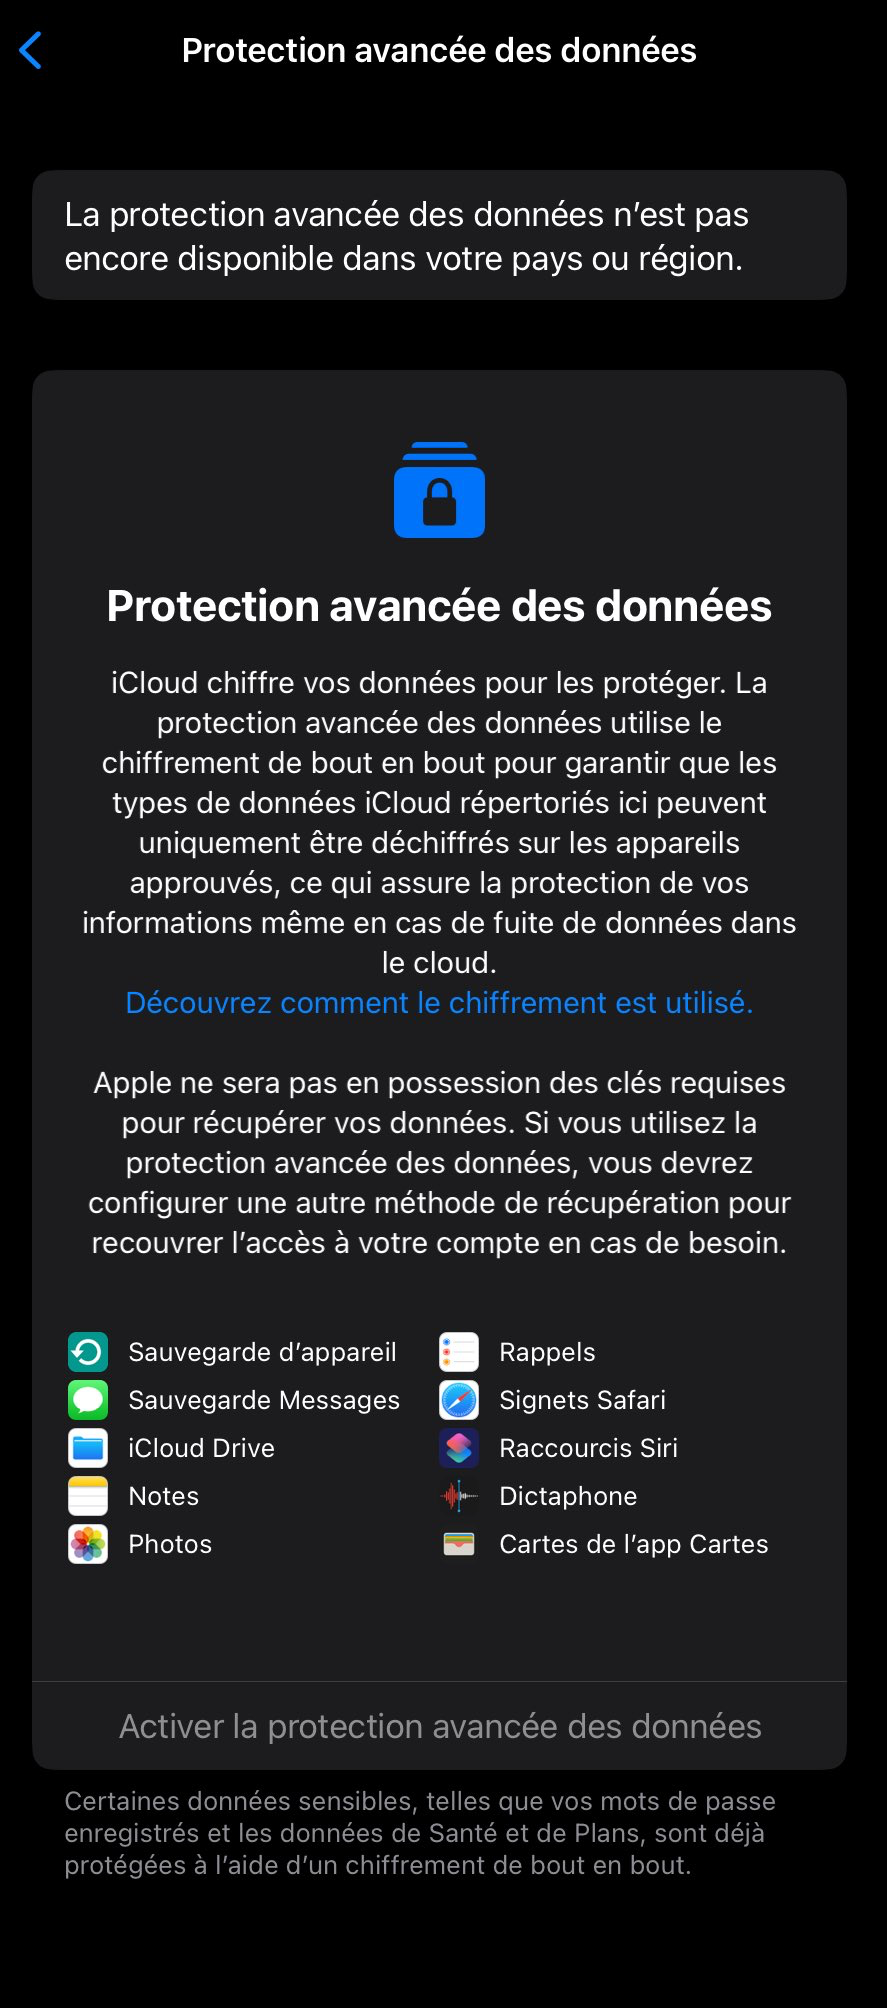 Protection avancée des données
La protection avancée des données n’est pas
encore disponible dans votre pays ou région.
Protection avancée des données
iCloud chiffre vos données pour les protéger. La
protection avancée des données utilise le
chiffrement de bout en bout pour garantir que les
types de données iCloud répertoriés ici peuvent
uniquement être déchiffrés sur les appareils
approuvés, ce qui assure la protection de vos
informations même en cas de fuite de données dans
le cloud.
Découvrez comment le chiffrement est utilisé.
Apple ne sera pas en possession des clés requises
pour récupérer vos données. Si vous utilisez la
protection avancée des données, vous devrez
configurer une autre méthode de récupération pour
recouvrer l’accès à votre compte en cas de besoin.
Sauvegarde d’appareil
Sauvegarde Messages
iCloud Drive
Notes
Photos
Rappels
Signets Safari
Raccourcis Siri
Dictaphone
Cartes de l’app Cartes
Activer la protection avancée des données
Certaines données sensibles, telles que vos mots de passe
enregistrés et les données de Santé et de Plans, sont déjà
protégées à l’aide d’un chiffrement de bout en bout.